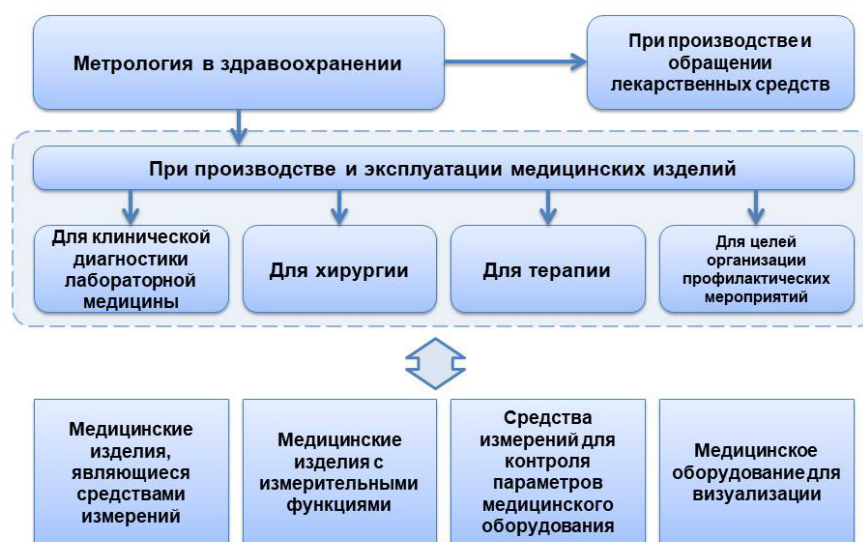 Метрология в здравоохранении
При производстве и
обращении
лекарственных средств
При производстве и эксплуатации медицинских изделий
Для клинической
диагностики
лабораторной
медицины
Для хирургии
Для терапии
Для целей
организации
профилактических
мероприятий
Медицинские
изделия,
являющиеся
средствами
измерений
Медицинские
изделия с
измерительными
функциями
Средства
измерений для
контроля
параметров
медицинского
оборудования
Медицинское
оборудование для
визуализации